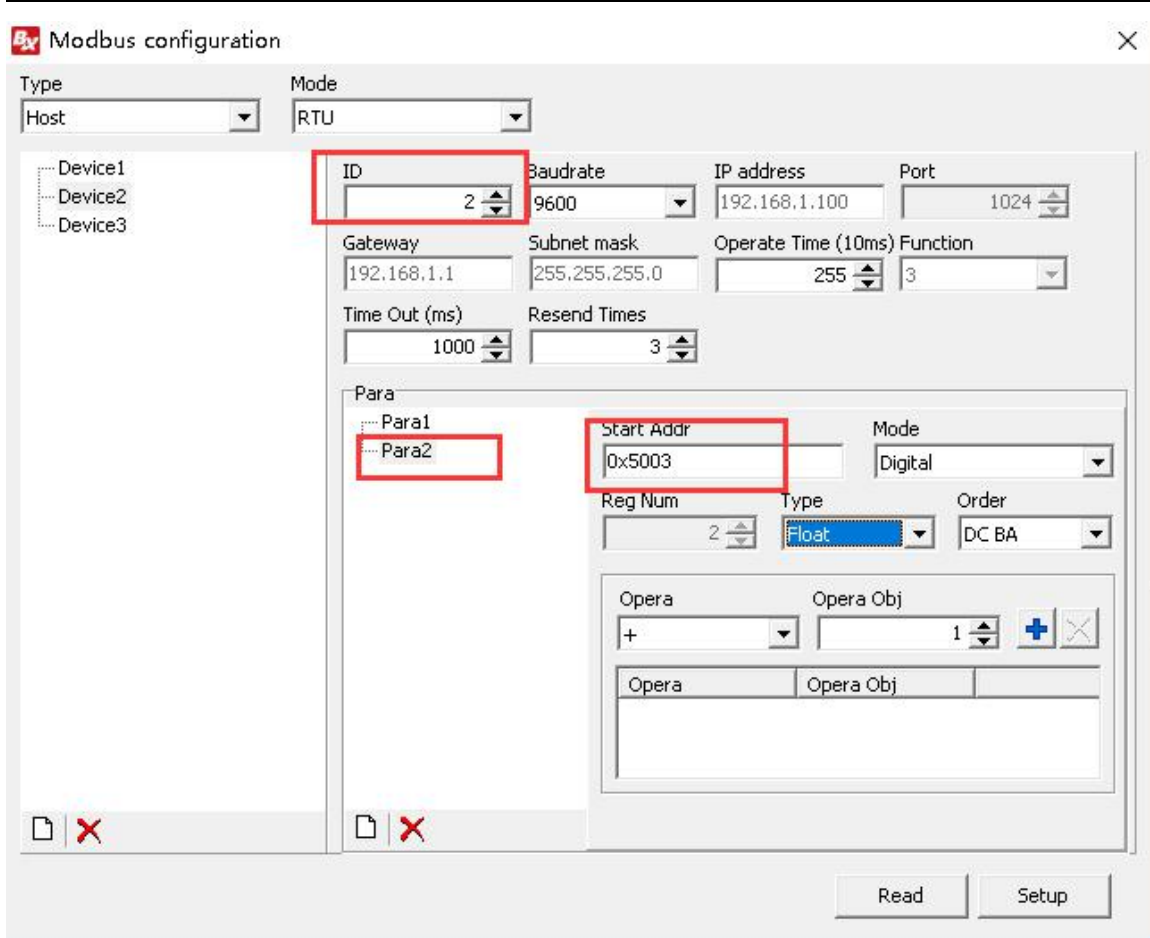 BX Modbus configuration
Type Mode
Host RTU
Device1
Device2
Device3
ID Baudrate IP address Port
2 9600 192.168.1.100 1024
Gateway Subnet mask Operate Time (10ms) Function
192.168.1.1 255.255.255.0 255 3
Time Out (ms) Resend Times
1000 3
Para
Para1
Para2
Start Addr Mode
0x5003 Digital
Reg Num Type Order
2 Float DC BA
Opera Opera Obj
+ 1
Opera Opera Obj
Read Setup